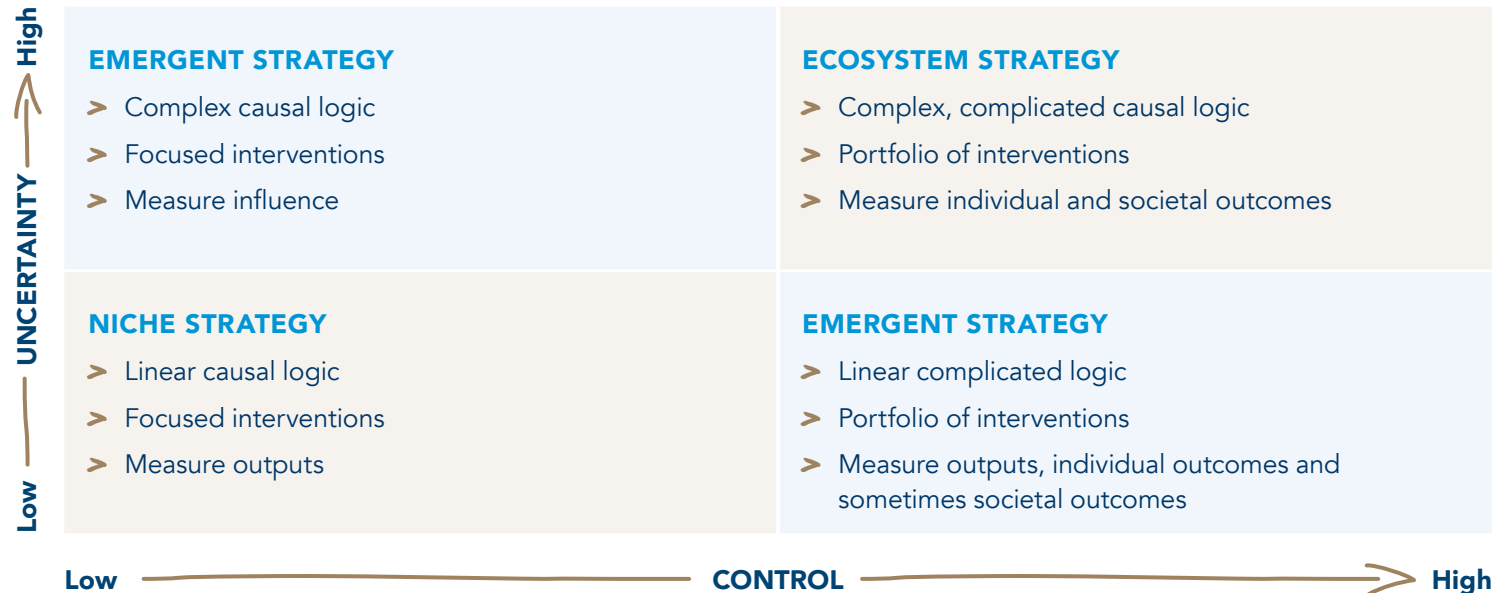 High
UNCERTAINTY
Low
EMERGENT STRATEGY
Complex causal logic
Focused interventions
Measure influence
ECOSYSTEM STRATEGY
Complex, complicated causal logic
Portfolio of interventions
Measure individual and societal outcomes
NICHE STRATEGY
Linear causal logic
Focused interventions
Measure outputs
EMERGENT STRATEGY
Linear complicated logic
Portfolio of interventions
Measure outputs, individual outcomes and
sometimes societal outcomes
Low
CONTROL
High